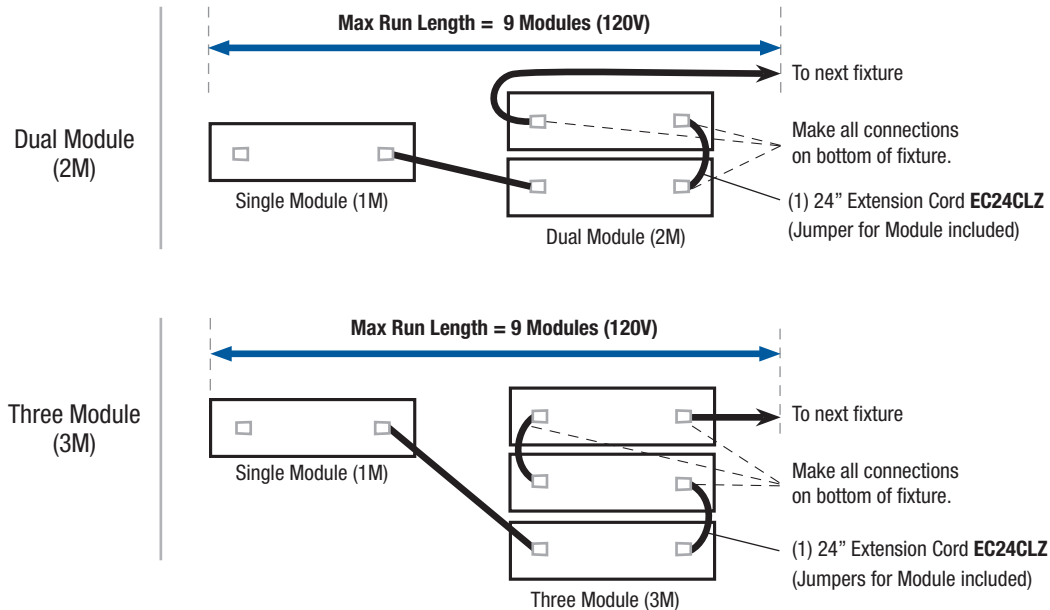 Max Run Length =  9 Modules (120V)
To next fixture
Dual Module
(2M)
Make all connections
on bottom of fixture.
Single Module (1M)
(1) 24” Extension Cord EC24CLZ
(Jumper for Module included)
Dual Module (2M)
Max Run Length = 9 Modules (120V)
Three Module
(3M)
To next fixture
Single Module (1M)
Make all connections
on bottom of fixture.
(1) 24” Extension Cord EC24CLZ
(Jumpers for Module included)
Three Module (3M)